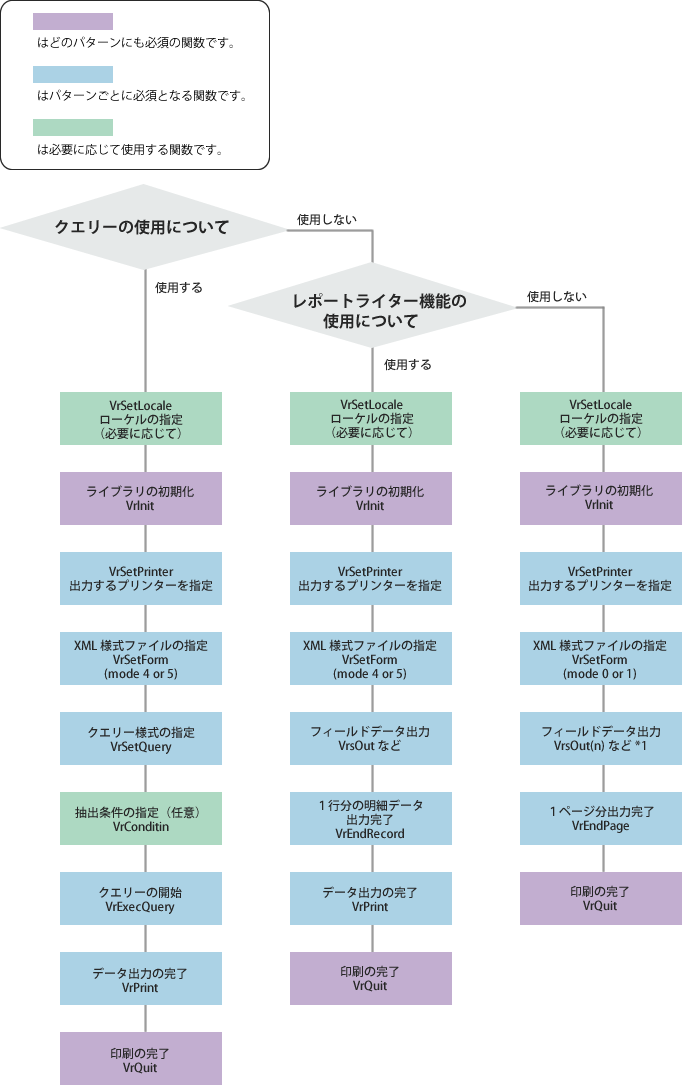 はどのパターンにも必須の関数です。
はパターンごとに必須となる関数です。
は必要に応じて使用する関数です。
クエリーの使用について
使用しない
使用する
レポートライター機能の
使用について
使用しない
使用する
VrSetLocale
ローケルの指定
（必要に応じて）
ライブラリの初期化
VrInit
VrSetPrinter
出力するプリンターを指定
XML 様式ファイルの指定
VrSetForm
(mode 4 or 5)
クエリー様式の指定
VrSetQuery
抽出条件の指定（任意）
VrConditin
クエリーの開始
VrExecQuery
データ出力の完了
VrPrint
印刷の完了
VrQuit
VrSetLocale
ローケルの指定
（必要に応じて）
ライブラリの初期化
VrInit
VrSetPrinter
出力するプリンターを指定
XML 様式ファイルの指定
VrSetForm
(mode 4 or 5)
フィールドデータ出力
VrsOut など
1 行分の明細データ
出力完了
VrEndRecord
データ出力の完了
VrPrint
印刷の完了
VrQuit
VrSetLocale
ローケルの指定
（必要に応じて）
ライブラリの初期化
VrInit
VrSetPrinter
出力するプリンターを指定
XML 様式ファイルの指定
VrSetForm
(mode 0 or 1)
フィールドデータ出力
VrsOut(n) など *1
1 ページ分出力完了
VrEndPage
印刷の完了
VrQuit